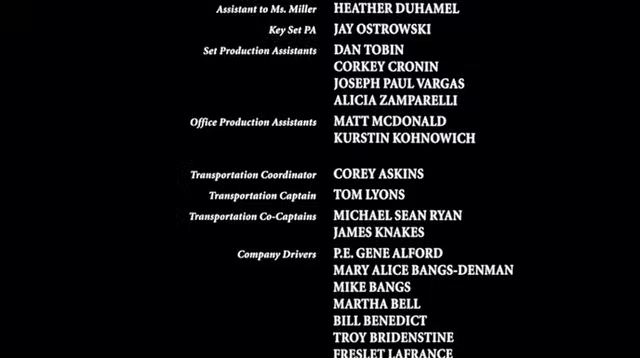 Assistant to Ms. Miller HEATHER DUHAMEL
Key Set PA JAY OSTROWSKI
Set Production Assistants DAN TOBIN
CORKEY CRONIN
JOSEPH PAUL VARGAS
ALICIA ZAMPARELLI
Office Production Assistants MATT MCDONALD
KURSTIN KOHNOWICH
Transportation Coordinator COREY ASKINS
Transportation Captain TOM LYONS
Transportation Co-Captains MICHAEL SEAN RYAN
JAMES KNAKES
Company Drivers P.E. GENE ALFORD
MARY ALICE BANGS-DENMAN
MIKE BANGS
MARTHA BELL
BILL BENEDICT
TROY BRIDENSTINE
FRESLET LAFRANCE